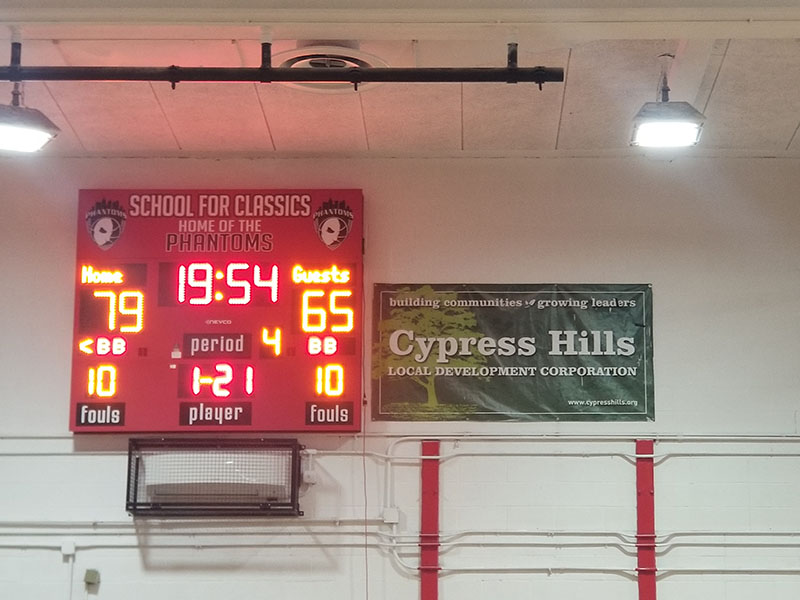 SCHOOL FOR CLASSICS
HOME OF THE
PHANTOMS
PHANTOMS
PHANTOMS
Home
19:54
Guests
79
65
NEVCO
<BB
period
4
BB
10
1-21
10
fouls
player
fouls
building communities growing leaders
Cypress Hills
LOCAL DEVELOPMENT CORPORATION
www.cypresshills.org